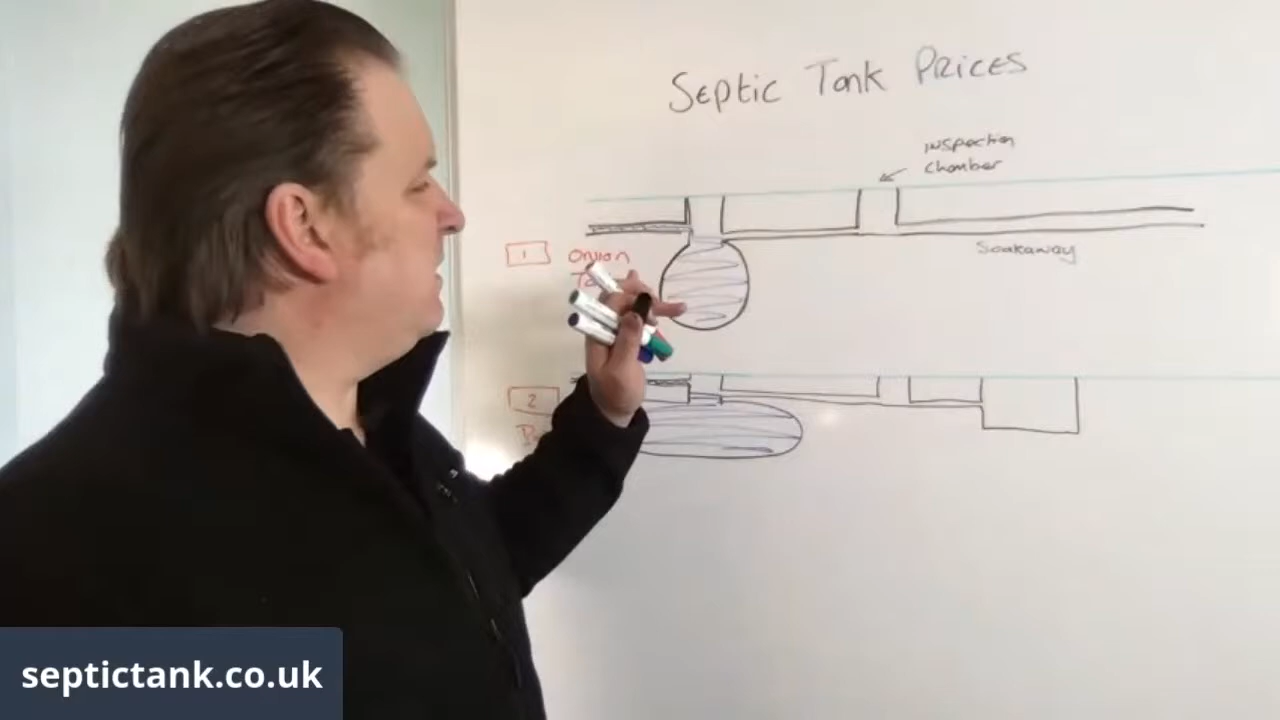 Septic Tank Prices
inspection
chamber
Soakaway
1
Onion
2
septictank.co.uk